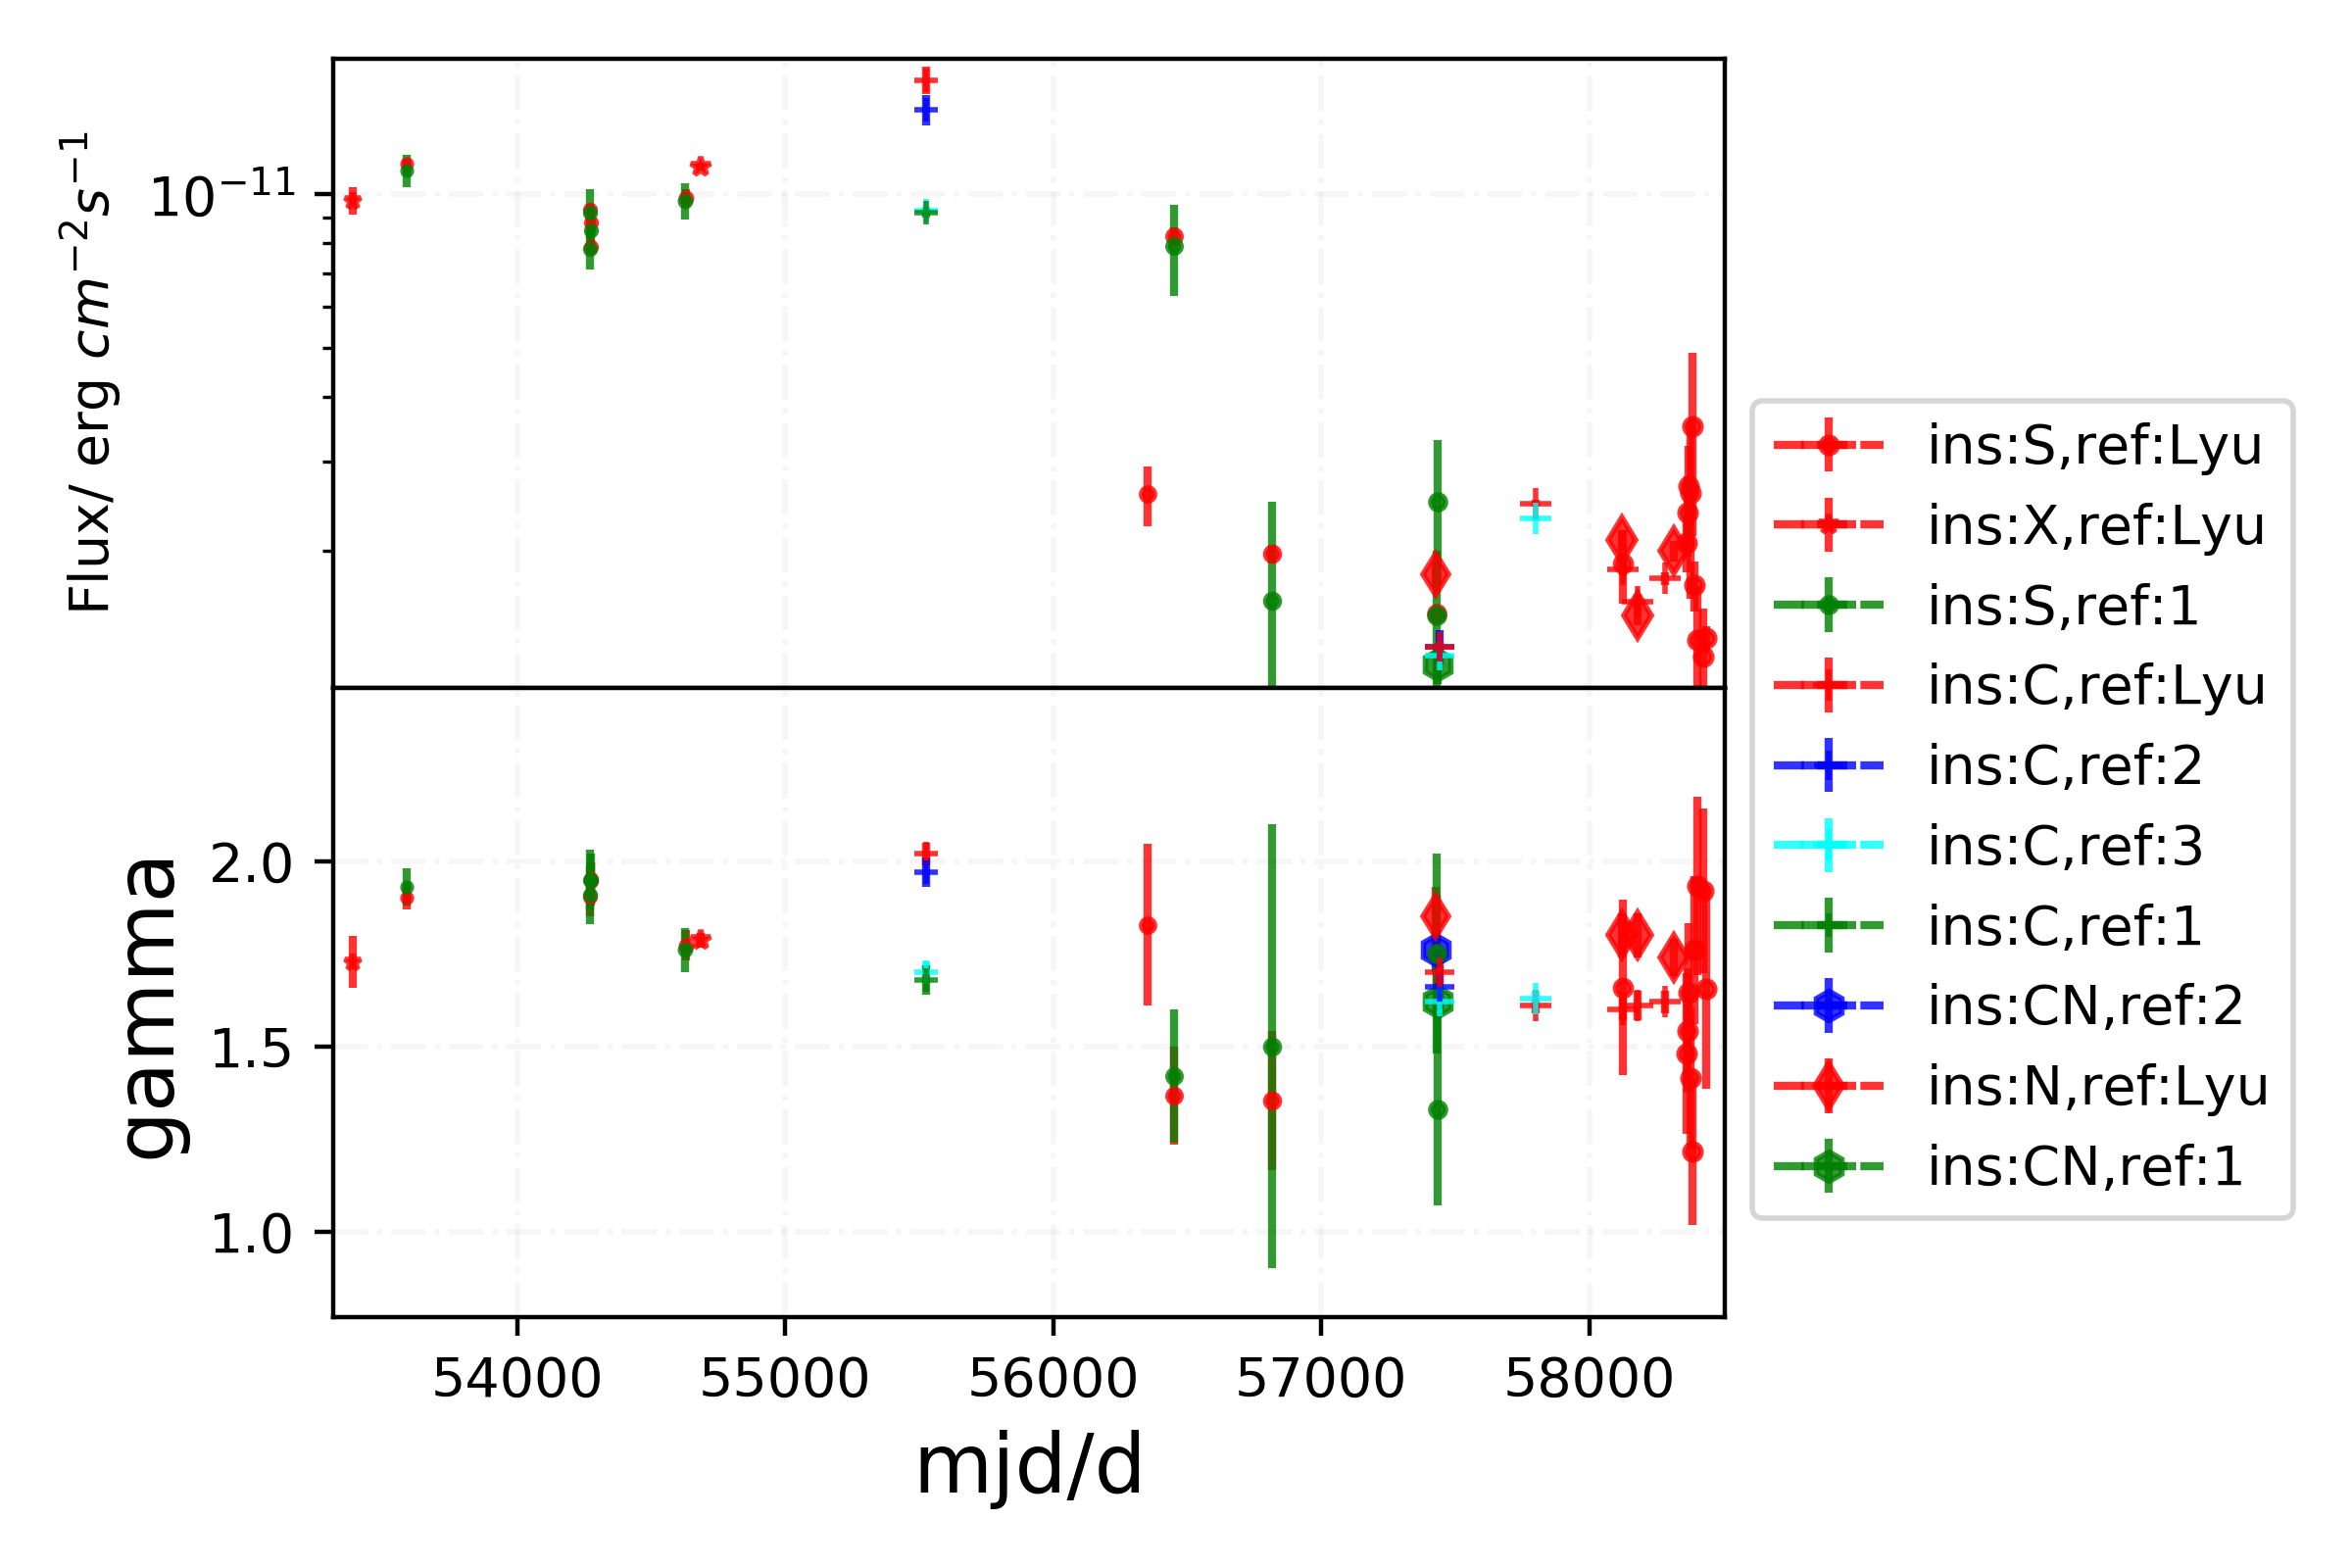 Flux/ erg cm⁻²s⁻¹
10⁻¹¹
gamma
2.0
1.5
1.0
54000 55000 56000 57000 58000
mjd/d
ins:S,ref:Lyu
ins:X,ref:Lyu
ins:S,ref:1
ins:C,ref:Lyu
ins:C,ref:2
ins:C,ref:3
ins:C,ref:1
ins:CN,ref:2
ins:N,ref:Lyu
ins:CN,ref:1